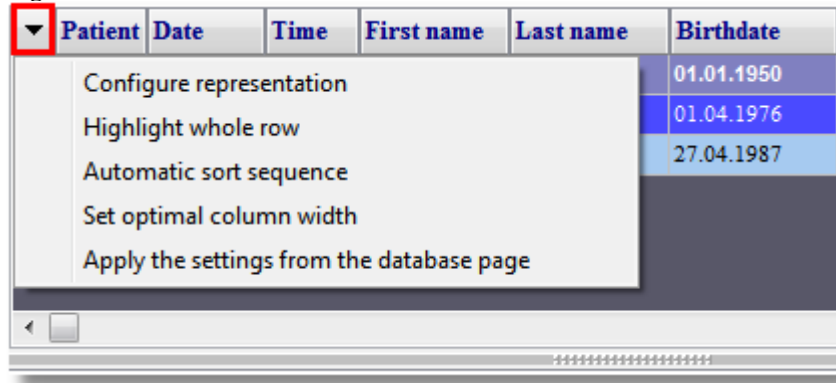 Patient Date Time First name Last name Birthdate
Configure representation 01.01.1950
Highlight whole row 01.04.1976
Automatic sort sequence 27.04.1987
Set optimal column width
Apply the settings from the database page